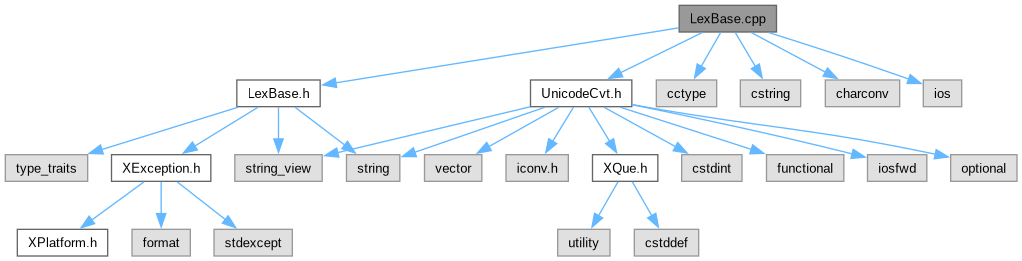 LexBase.cpp
LexBase.h
UnicodeCvt.h
cctype
cstring
charconv
ios
type_traits
XException.h
string_view
string
vector
iconv.h
XQue.h
cstdint
functional
iosfwd
optional
XPlatform.h
format
stdexcept
utility
cstddef